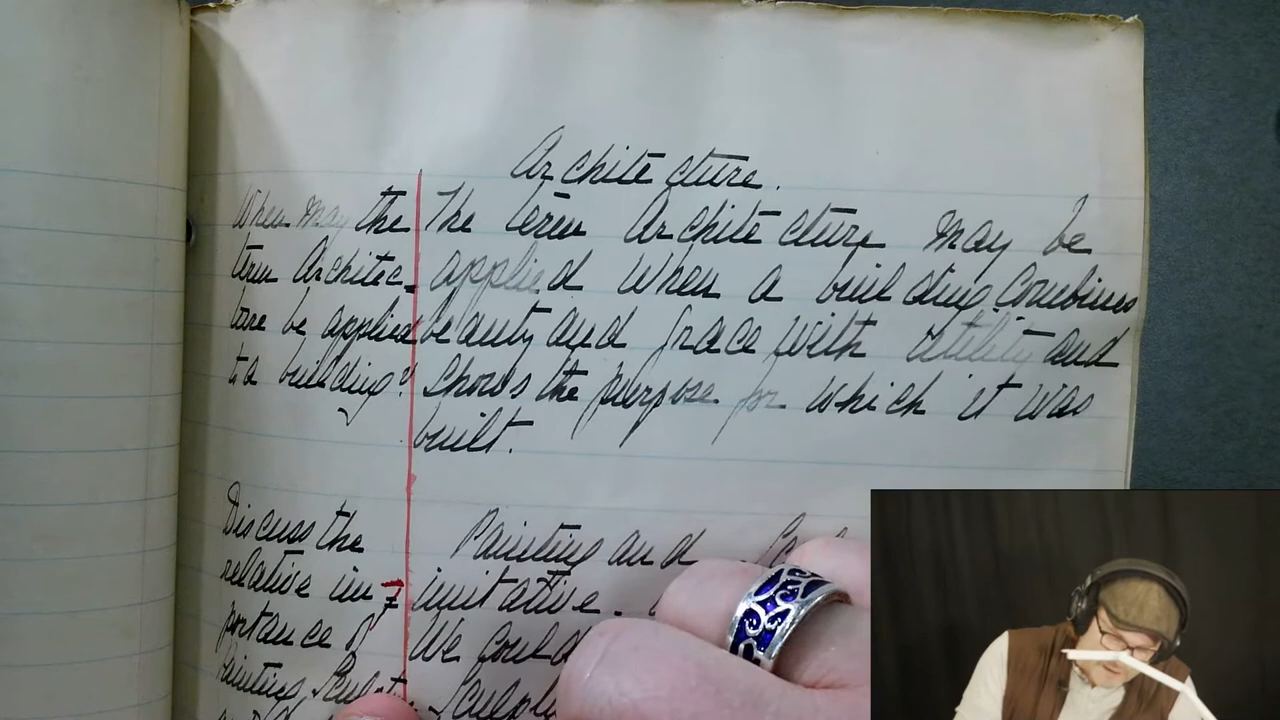 Architecture.
When may the
term Architec-
ture be applied
to a building?
The term Architecture may be
applied when a building combines
beauty and grace with utility and
shows the purpose for which it was
built.
Discuss the
relative im-
portance of
Painting, Sculpt
Painting and
imitative.
We could
Sculptu